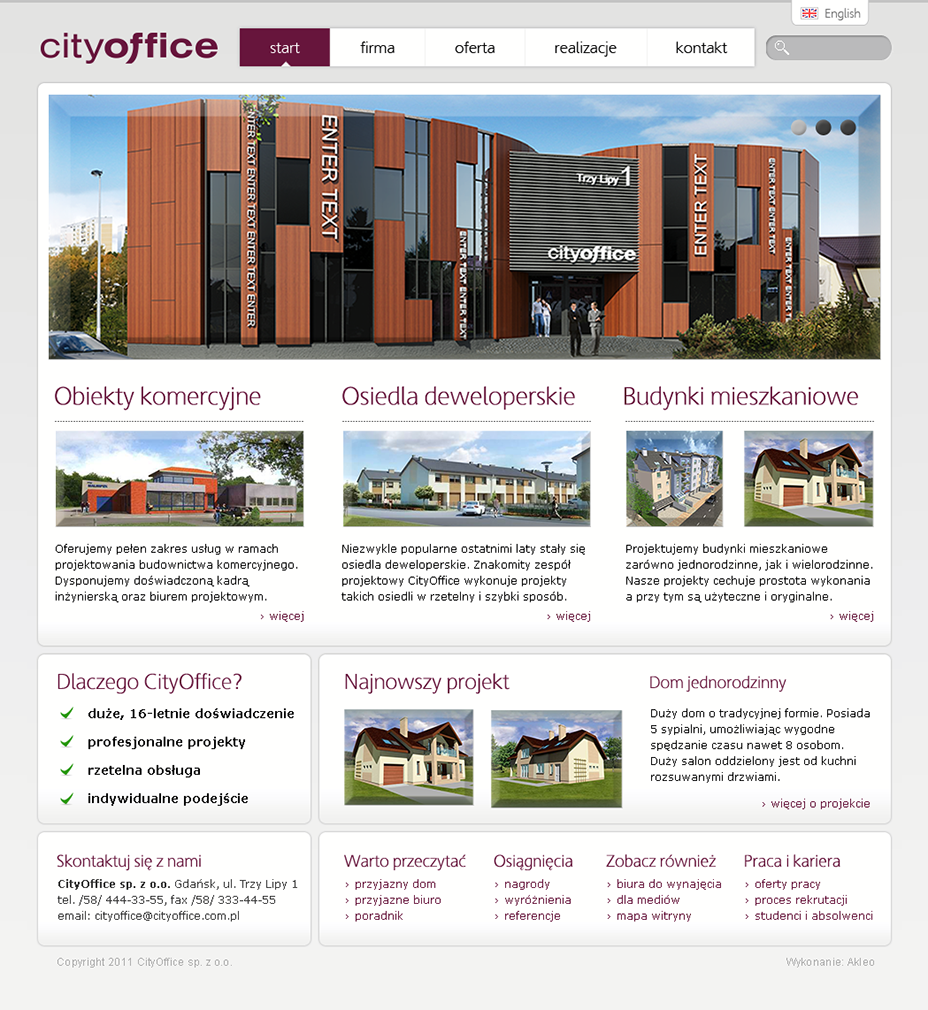 English
cityoffice
start
firma
oferta
realizacje
kontakt
ENTER TEXT ENTER TEXT ENTER TEXT ENTER
ENTER TEXT
ENTER TEXT ENTER TEXT
Trzy Lipy 1
cityoffice
ENTER TEXT
ENTER TEXT ENTER TEXT
ENTER TEXT ENTER
Obiekty komercyjne
Oferujemy pełen zakres usług w ramach
projektowania budownictwa komercyjnego.
Dysponujemy doświadczoną kadrą
inżynierską oraz biurem projektowym.
› więcej
Osiedla deweloperskie
Niezwykle popularne ostatnimi laty stały się
osiedla deweloperskie. Znakomity zespół
projektowy CityOffice wykonuje projekty
takich osiedli w rzetelny i szybki sposób.
› więcej
Budynki mieszkaniowe
Projektujemy budynki mieszkaniowe
zarówno jednorodzinne, jak i wielorodzinne.
Nasze projekty cechuje prostota wykonania
a przy tym są użyteczne i oryginalne.
› więcej
Dlaczego CityOffice?
duże, 16-letnie doświadczenie
profesjonalne projekty
rzetelna obsługa
indywidualne podejście
Najnowszy projekt
Dom jednorodzinny
Duży dom o tradycyjnej formie. Posiada
5 sypialni, umożliwiając wygodne
spędzanie czasu nawet 8 osobom.
Duży salon oddzielony jest od kuchni
rozsuwanymi drzwiami.
› więcej o projekcie
Skontaktuj się z nami
CityOffice sp. z o.o. Gdańsk, ul. Trzy Lipy 1
tel. /58/ 444-33-55, fax /58/ 333-44-55
email: cityoffice@cityoffice.com.pl
Warto przeczytać
› przyjazny dom
› przyjazne biuro
› poradnik
Osiągnięcia
› nagrody
› wyróżnienia
› referencje
Zobacz również
› biura do wynajęcia
› dla mediów
› mapa witryny
Praca i kariera
› oferty pracy
› proces rekrutacji
› studenci i absolwenci
Copyright 2011 CityOffice sp. z o.o.
Wykonanie: Akleo